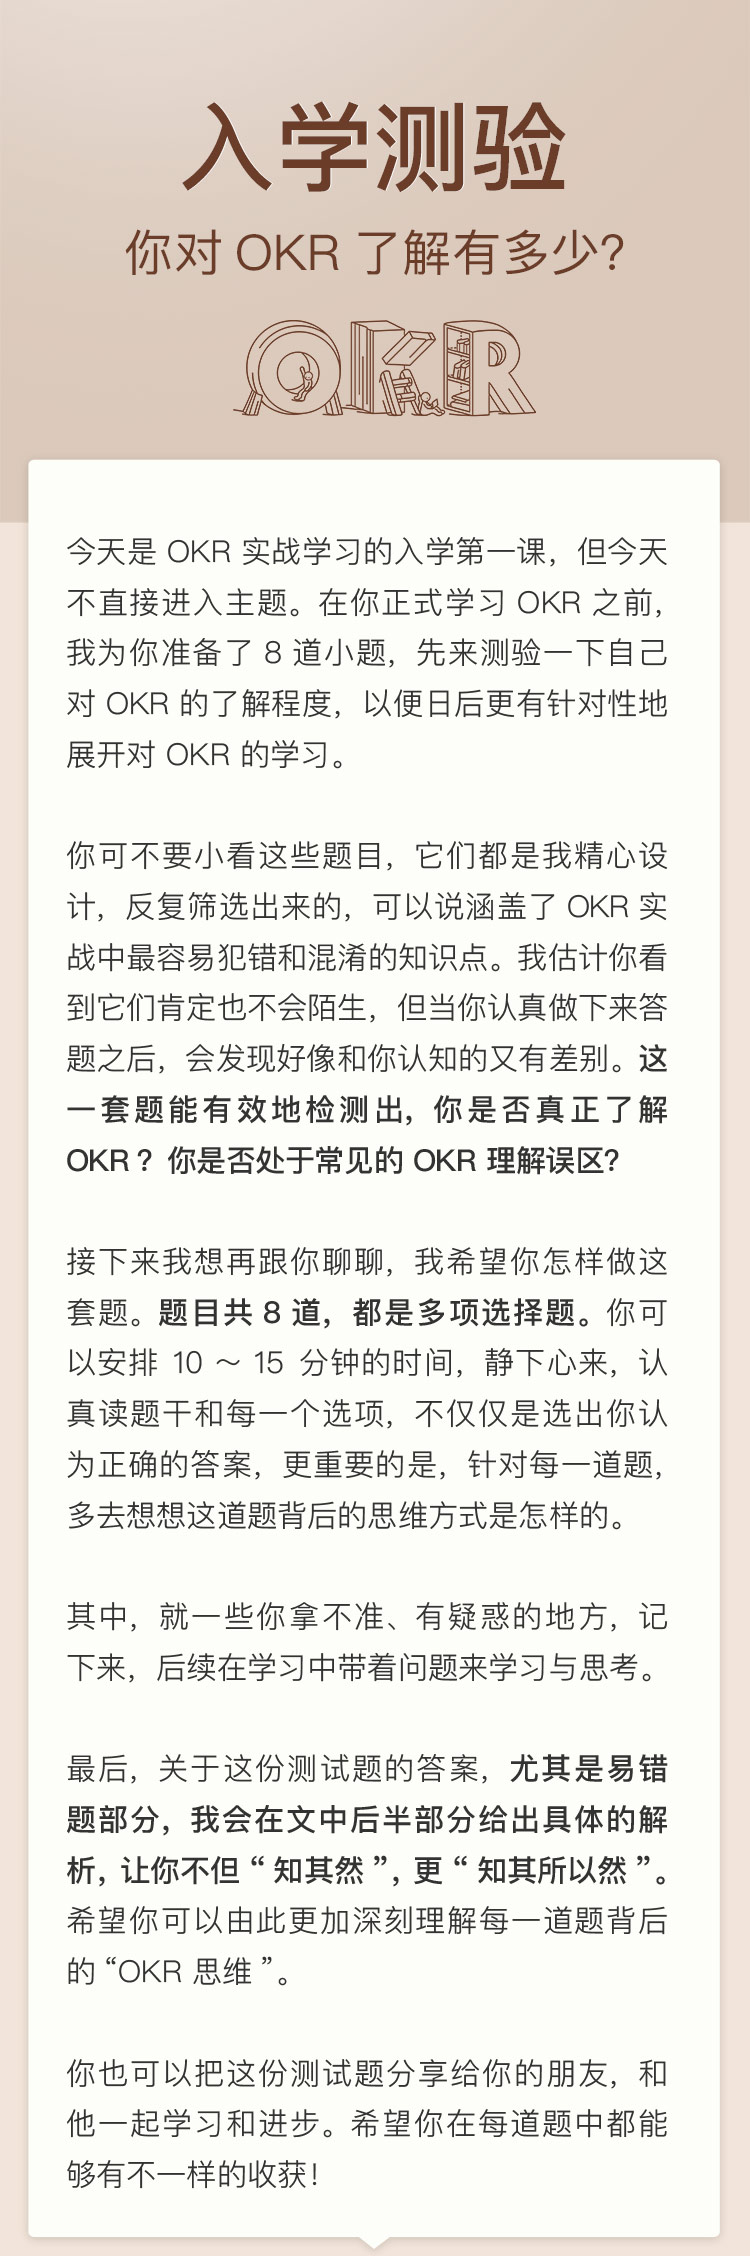 入学测验
你对 OKR 了解有多少？
OKR
今天是 OKR 实战学习的入学第一课，但今天
不直接进入主题。在你正式学习 OKR 之前，
我为你准备了 8 道小题，先来测验一下自己
对 OKR 的了解程度，以便日后更有针对性地
展开对 OKR 的学习。
你可不要小看这些题目，它们都是我精心设
计，反复筛选出来的，可以说涵盖了 OKR 实
战中最容易犯错和混淆的知识点。我估计你看
到它们肯定也不会陌生，但当你认真做下来答
题之后，会发现好像和你认知的又有差别。这
一套题能有效地检测出，你是否真正了解
OKR？你是否处于常见的 OKR 理解误区？
接下来我想再跟你聊聊，我希望你怎样做这
套题。题目共 8 道，都是多项选择题。你可
以安排 10 ～ 15 分钟的时间，静下心来，认
真读题干和每一个选项，不仅仅是选出你认
为正确的答案，更重要的是，针对每一道题，
多去想想这道题背后的思维方式是怎样的。
其中，就一些你拿不准、有疑惑的地方，记
下来，后续在学习中带着问题来学习与思考。
最后，关于这份测试题的答案，尤其是易错
题部分，我会在文中后半部分给出具体的解
析，让你不但“知其然”，更“知其所以然”。
希望你可以由此更加深刻理解每一道题背后
的“OKR 思维”。
你也可以把这份测试题分享给你的朋友，和
他一起学习和进步。希望你在每道题中都能
够有不一样的收获！